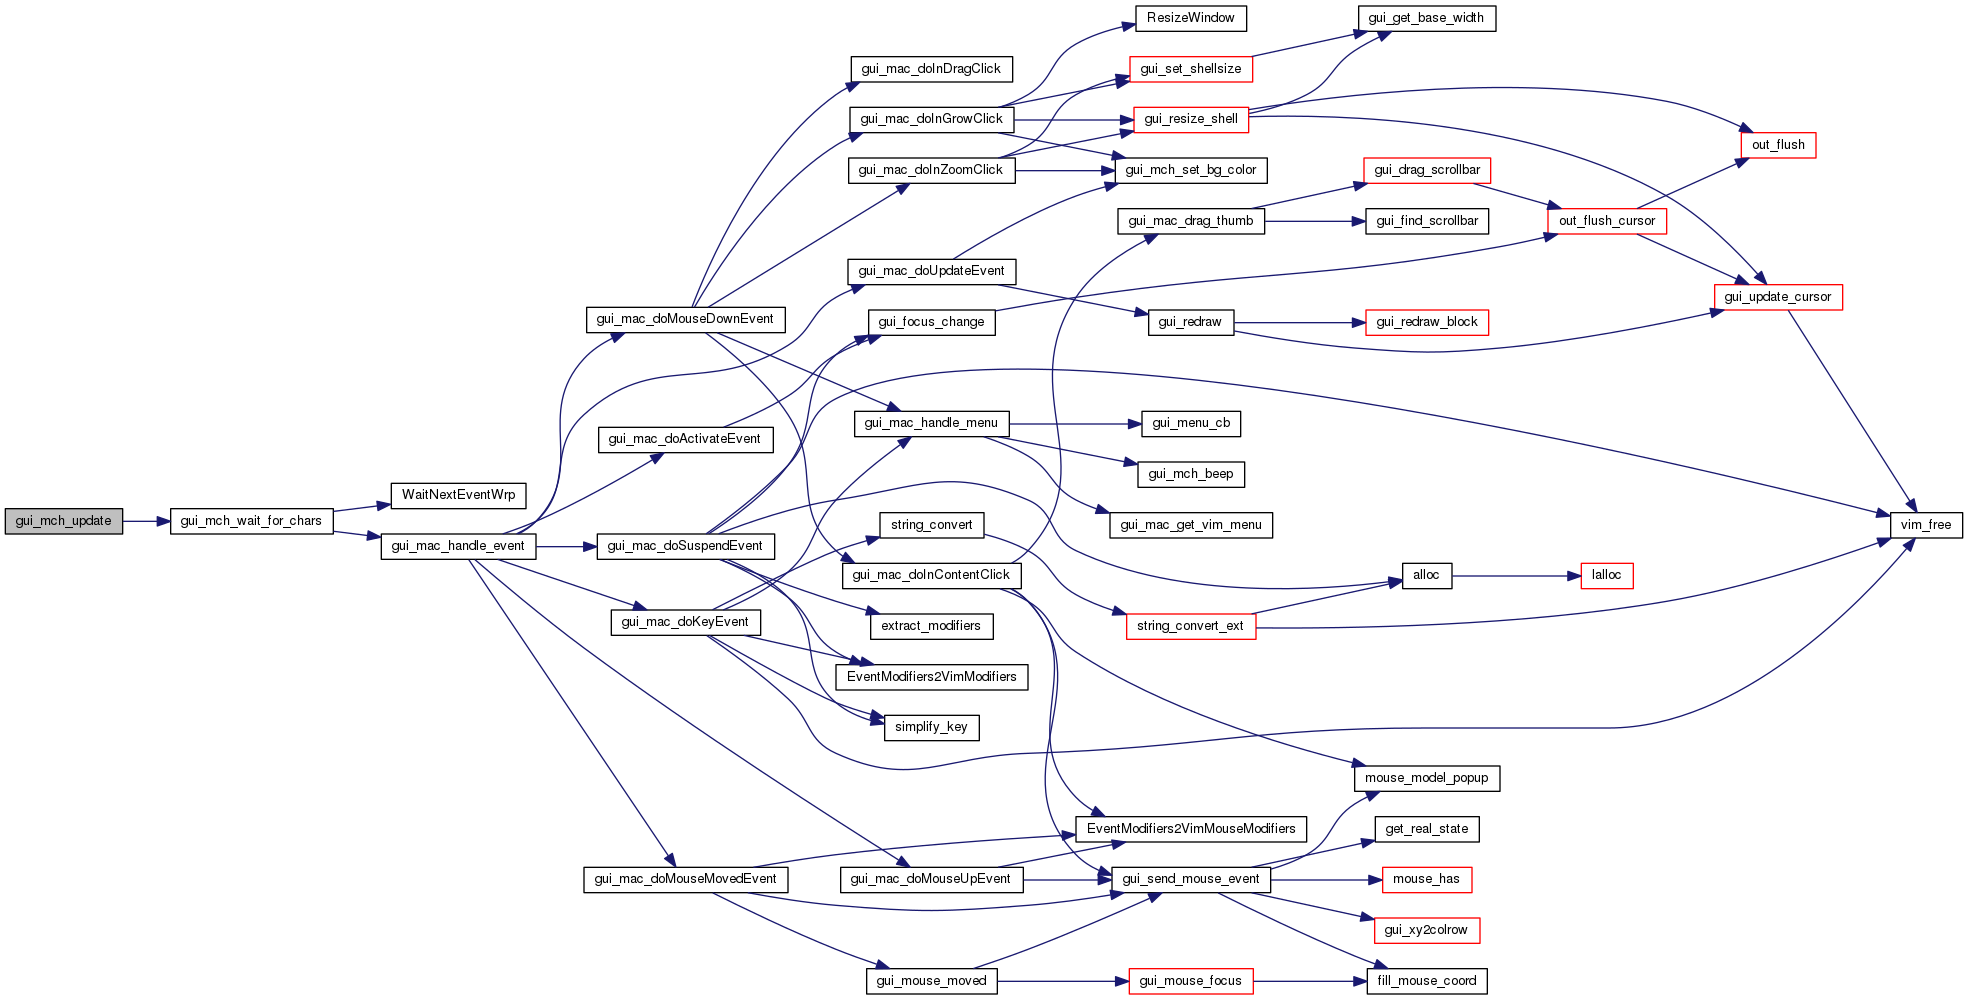 gui_mch_update
gui_mch_wait_for_chars
WaitNextEventWrp
gui_mac_handle_event
gui_mac_doMouseDownEvent
gui_mac_doActivateEvent
gui_mac_doSuspendEvent
gui_mac_doKeyEvent
gui_mac_doMouseMovedEvent
gui_mac_doInDragClick
gui_mac_doInGrowClick
gui_mac_doInZoomClick
gui_mac_doUpdateEvent
gui_focus_change
gui_mac_handle_menu
string_convert
gui_mac_doInContentClick
extract_modifiers
EventModifiers2VimModifiers
simplify_key
gui_mac_doMouseUpEvent
gui_mouse_moved
ResizeWindow
gui_set_shellsize
gui_resize_shell
gui_mch_set_bg_color
gui_mac_drag_thumb
gui_redraw
gui_menu_cb
gui_mch_beep
gui_mac_get_vim_menu
string_convert_ext
EventModifiers2VimMouseModifiers
gui_send_mouse_event
gui_mouse_focus
gui_get_base_width
gui_drag_scrollbar
gui_find_scrollbar
gui_redraw_block
alloc
mouse_model_popup
get_real_state
mouse_has
gui_xy2colrow
fill_mouse_coord
out_flush_cursor
lalloc
out_flush
gui_update_cursor
vim_free